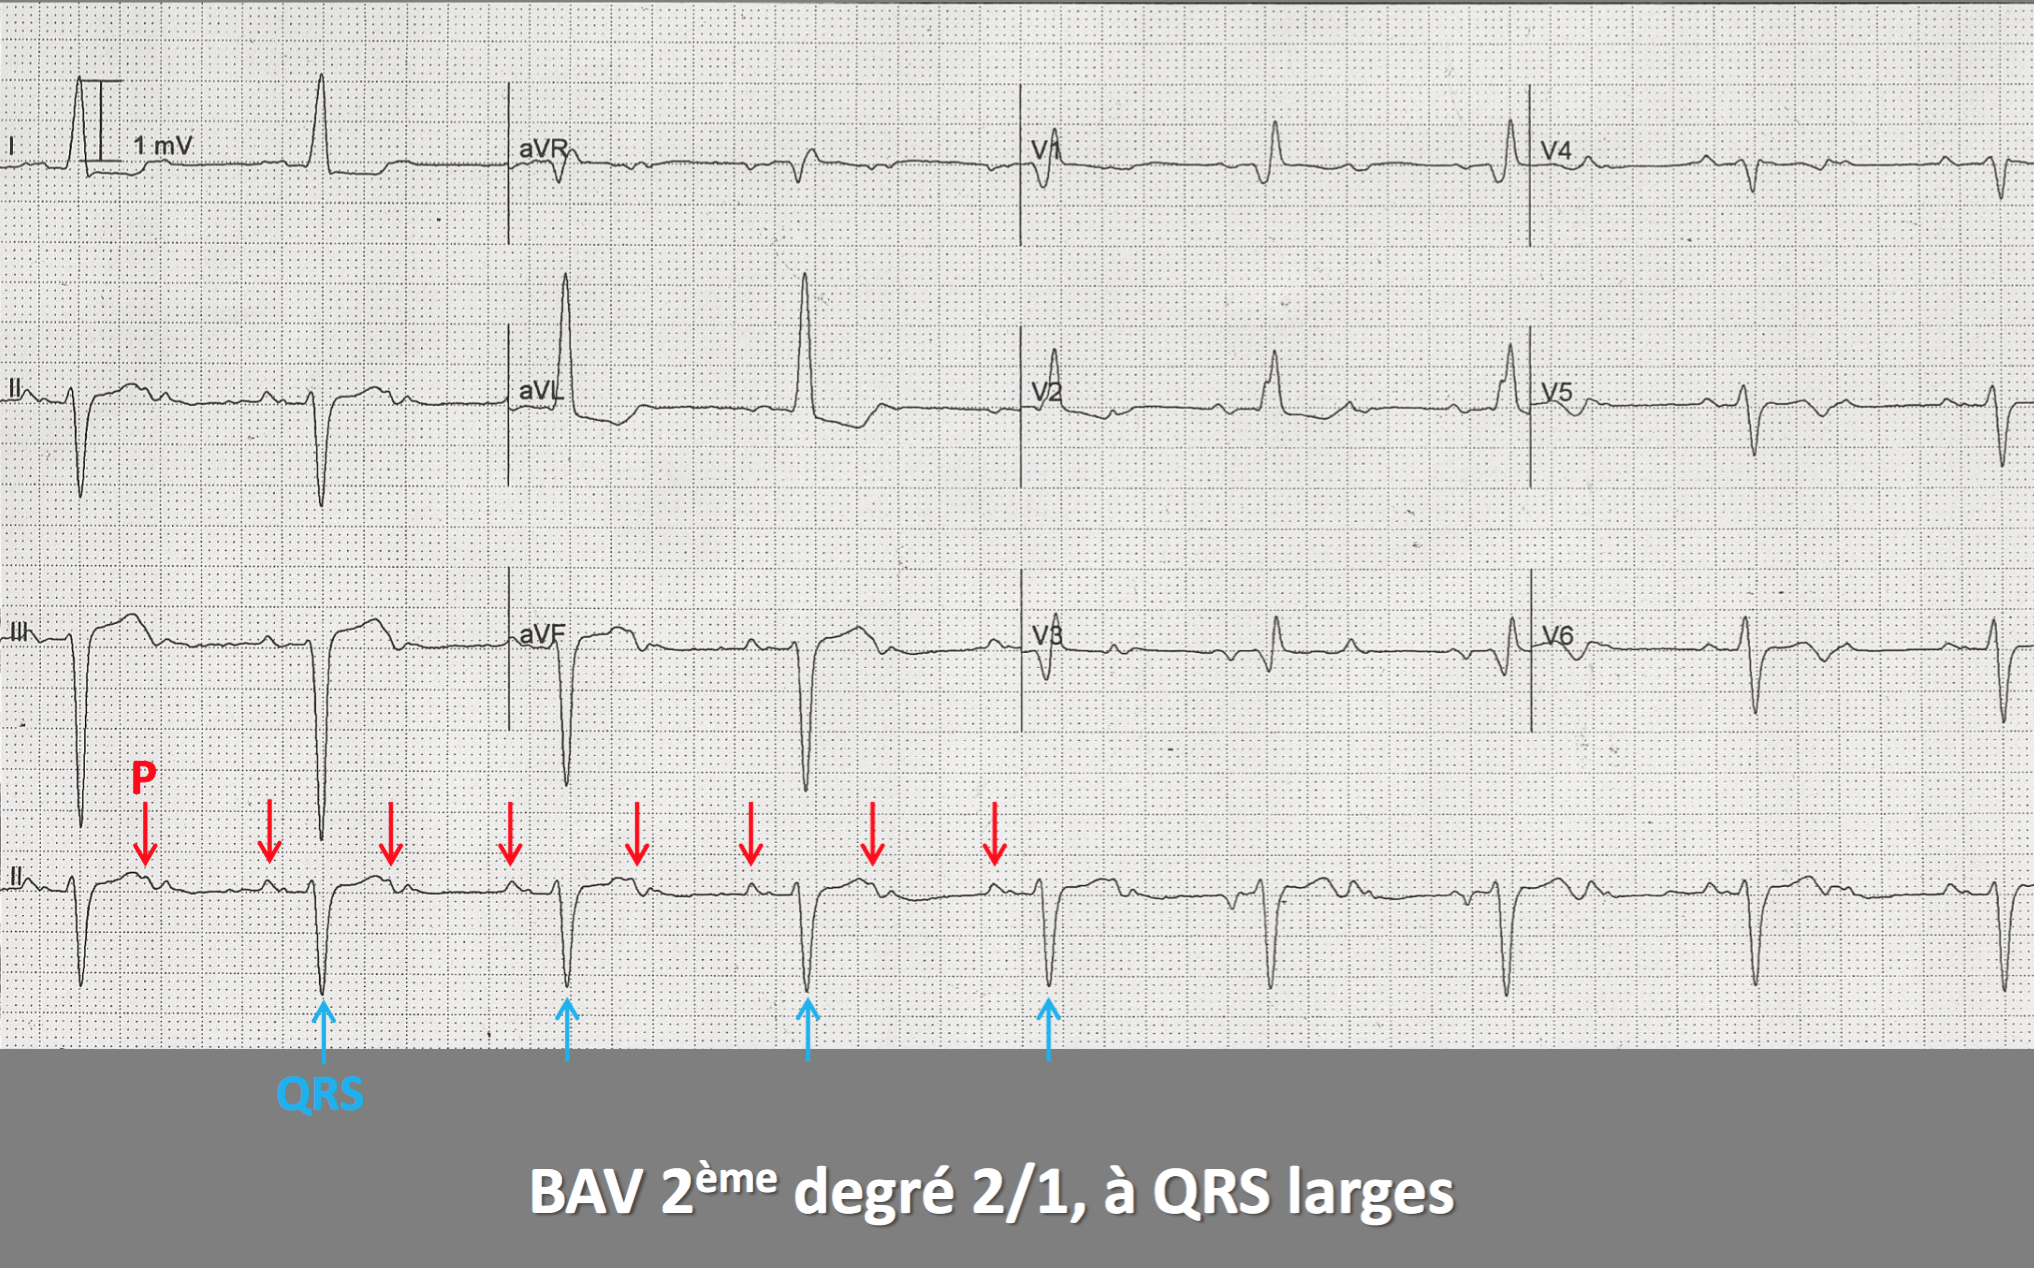 I
1 mV
aVR
V1
V4
II
aVL
V2
V5
III
aVF
V3
V6
P
II
QRS
BAV 2ème degré 2/1, à QRS larges